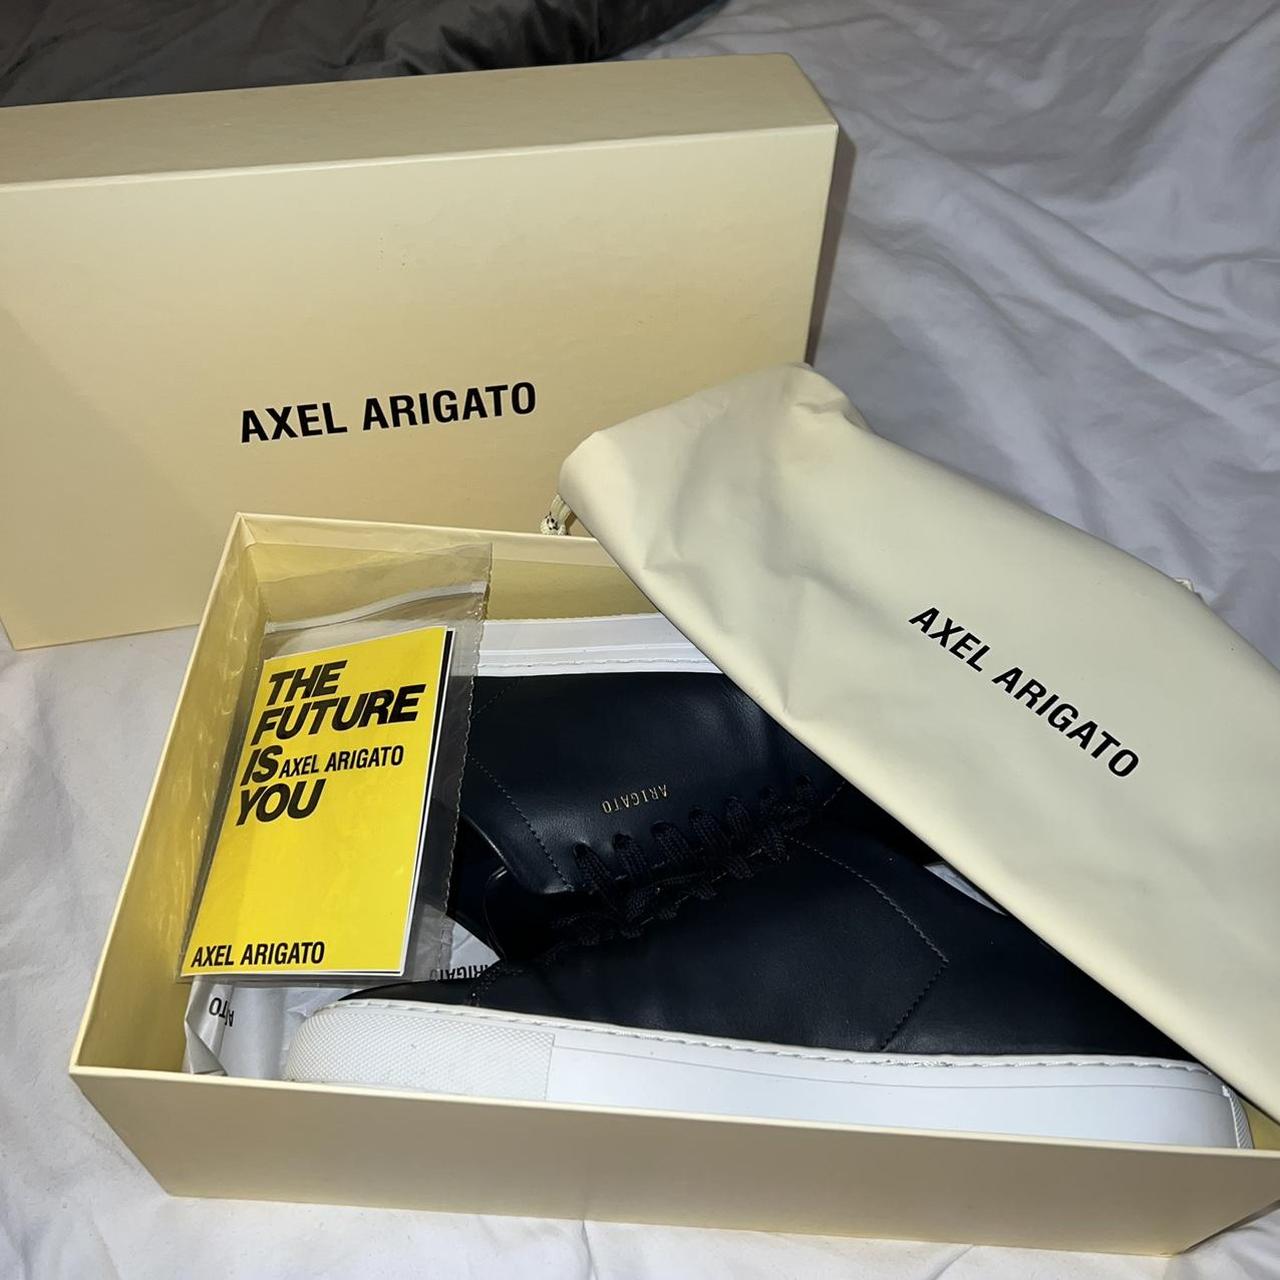 AXEL ARIGATO
AXEL ARIGATO
THE
FUTURE
IS AXEL ARIGATO
YOU
AXEL ARIGATO
ARIGATO